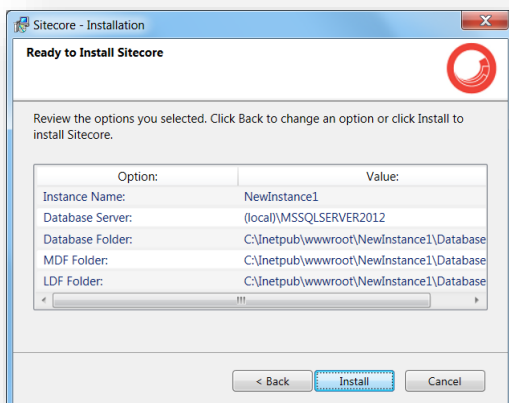 Sitecore - Installation
Ready to Install Sitecore
Review the options you selected. Click Back to change an option or click Install to
install Sitecore.
Option: Value:
Instance Name: NewInstance1
Database Server: (local)\MSSQLSERVER2012
Database Folder: C:\Inetpub\wwwroot\NewInstance1\Database
MDF Folder: C:\Inetpub\wwwroot\NewInstance1\Database
LDF Folder: C:\Inetpub\wwwroot\NewInstance1\Database
< Back Install Cancel